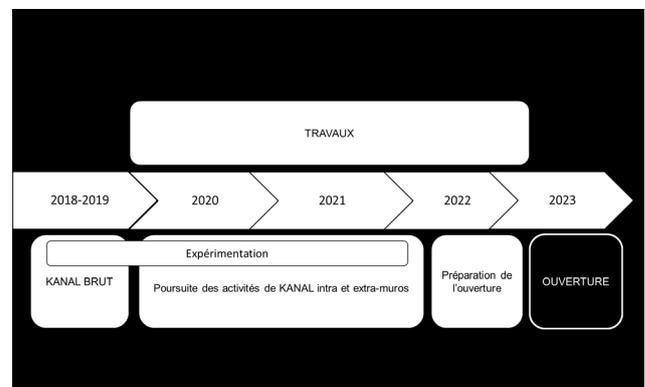 TRAVAUX
2018-2019
2020
2021
2022
2023
Expérimentation
KANAL BRUT
Poursuite des activités de KANAL intra et extra-muros
Préparation de
l'ouverture
OUVERTURE